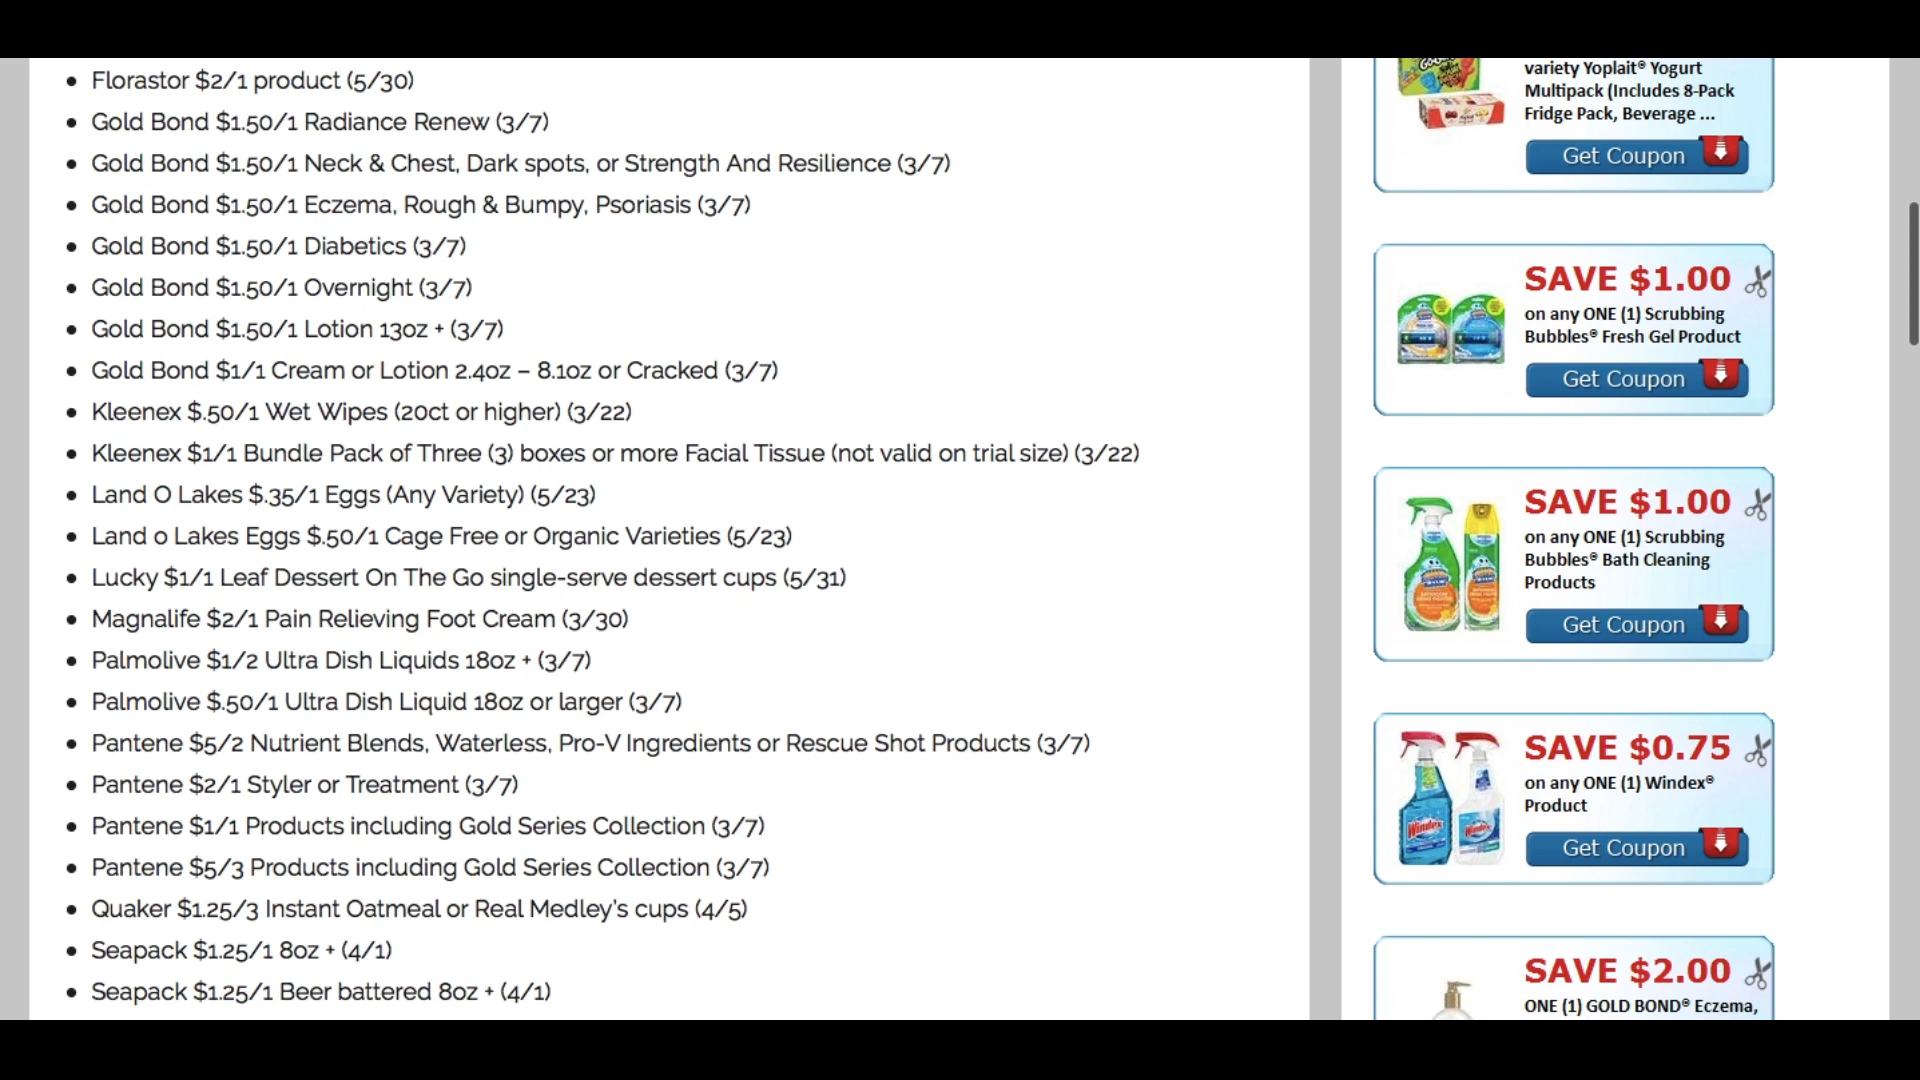 Florastor $2/1 product (5/30)
Gold Bond $1.50/1 Radiance Renew (3/7)
Gold Bond $1.50/1 Neck & Chest, Dark spots, or Strength And Resilience (3/7)
Gold Bond $1.50/1 Eczema, Rough & Bumpy, Psoriasis (3/7)
Gold Bond $1.50/1 Diabetics (3/7)
Gold Bond $1.50/1 Overnight (3/7)
Gold Bond $1.50/1 Lotion 13oz + (3/7)
Gold Bond $1/1 Cream or Lotion 2.4oz – 8.1oz or Cracked (3/7)
Kleenex $.50/1 Wet Wipes (20ct or higher) (3/22)
Kleenex $1/1 Bundle Pack of Three (3) boxes or more Facial Tissue (not valid on trial size) (3/22)
Land O Lakes $.35/1 Eggs (Any Variety) (5/23)
Land o Lakes Eggs $.50/1 Cage Free or Organic Varieties (5/23)
Lucky $1/1 Leaf Dessert On The Go single-serve dessert cups (5/31)
Magnalife $2/1 Pain Relieving Foot Cream (3/30)
Palmolive $1/2 Ultra Dish Liquids 18oz + (3/7)
Palmolive $.50/1 Ultra Dish Liquid 18oz or larger (3/7)
Pantene $5/2 Nutrient Blends, Waterless, Pro-V Ingredients or Rescue Shot Products (3/7)
Pantene $2/1 Styler or Treatment (3/7)
Pantene $1/1 Products including Gold Series Collection (3/7)
Pantene $5/3 Products including Gold Series Collection (3/7)
Quaker $1.25/3 Instant Oatmeal or Real Medley's cups (4/5)
Seapack $1.25/1 8oz + (4/1)
Seapack $1.25/1 Beer battered 8oz + (4/1)
variety Yoplait® Yogurt
Multipack (Includes 8-Pack
Fridge Pack, Beverage ...
Get Coupon
SAVE $1.00
on any ONE (1) Scrubbing
Bubbles® Fresh Gel Product
Get Coupon
SAVE $1.00
on any ONE (1) Scrubbing
Bubbles® Bath Cleaning
Products
Get Coupon
SAVE $0.75
on any ONE (1) Windex®
Product
Windex
Windex
Get Coupon
SAVE $2.00
ONE (1) GOLD BOND® Eczema,